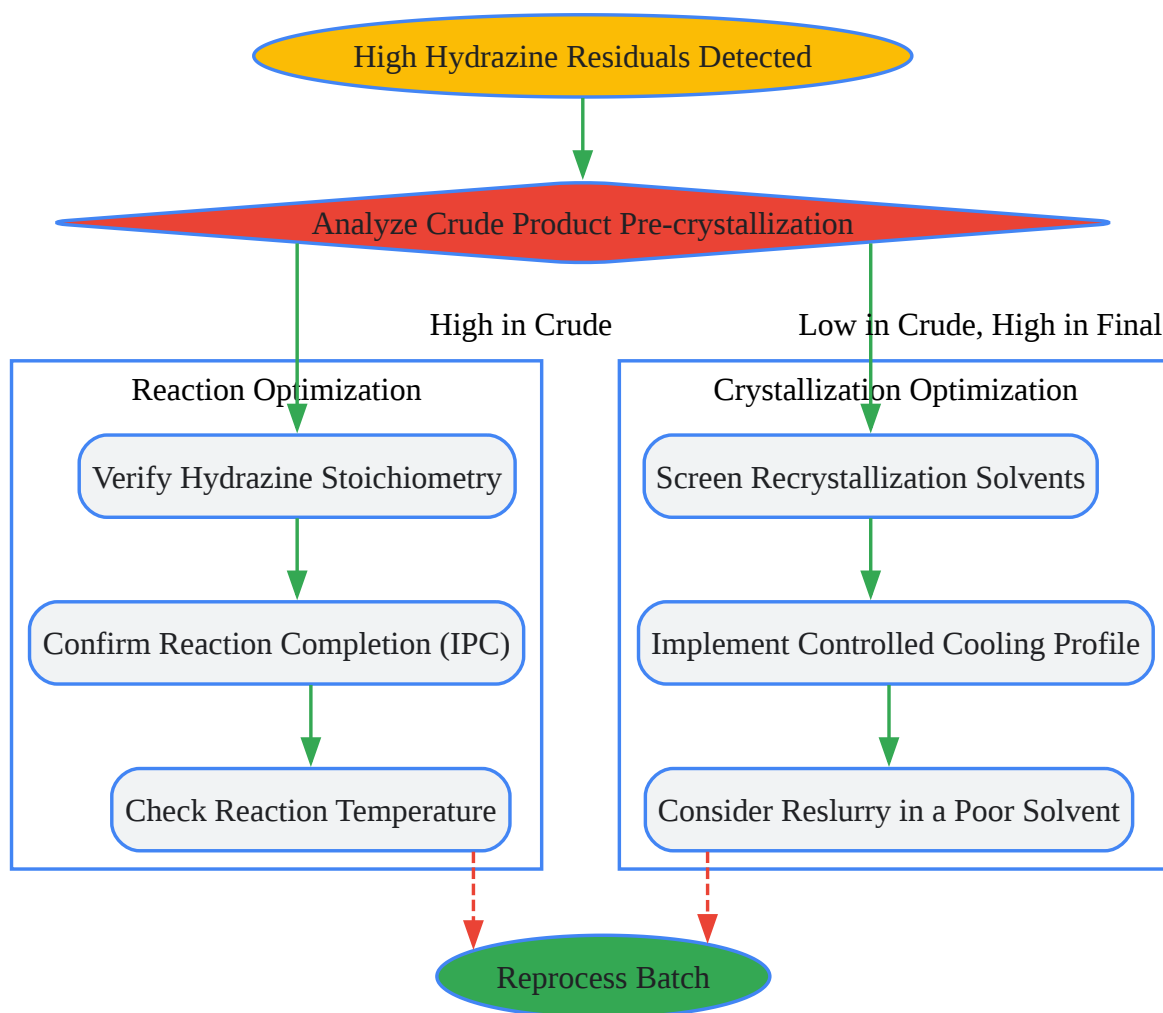 High Hydrazine Residuals Detected
Analyze Crude Product Pre-crystallization
High in Crude
Low in Crude, High in Final
Reaction Optimization
Verify Hydrazine Stoichiometry
Confirm Reaction Completion (IPC)
Check Reaction Temperature
Crystallization Optimization
Screen Recrystallization Solvents
Implement Controlled Cooling Profile
Consider Reslurry in a Poor Solvent
Reprocess Batch